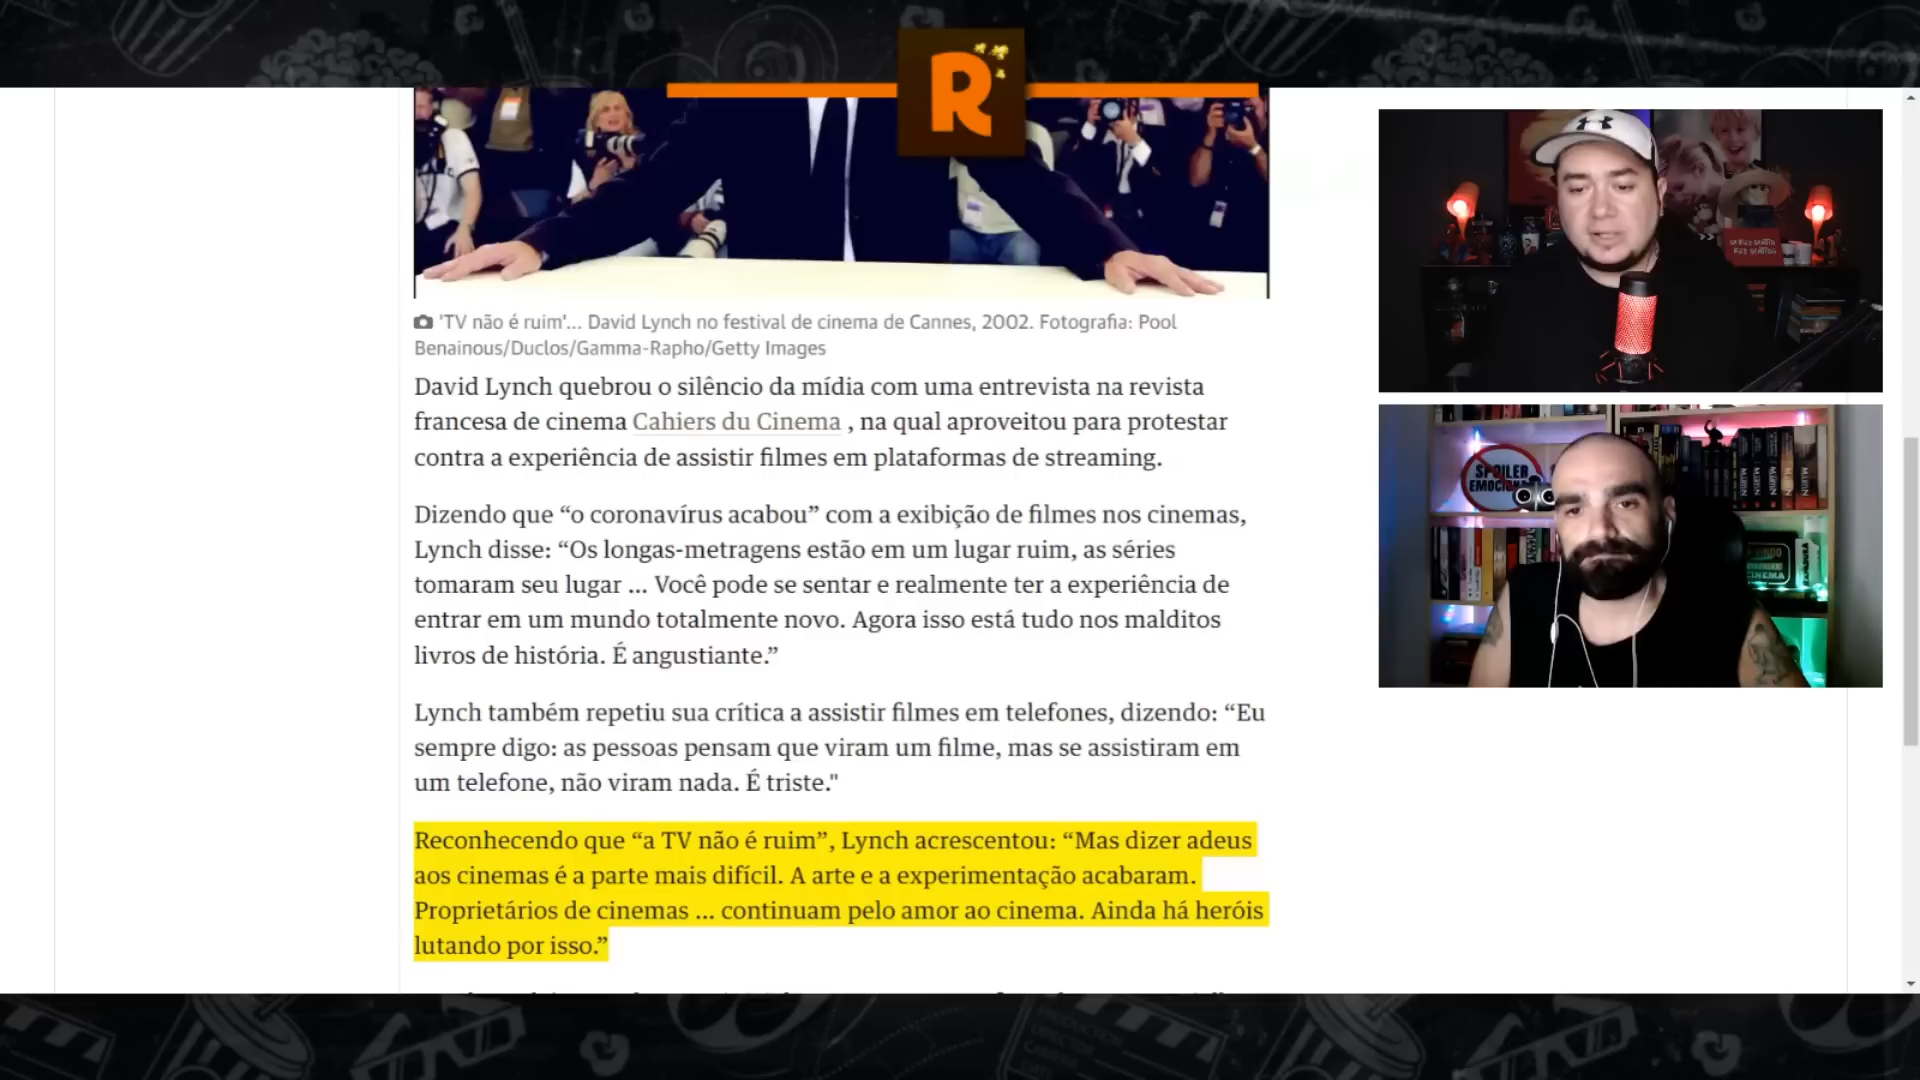 R
'TV não é ruim'... David Lynch no festival de cinema de Cannes, 2002. Fotografia: Pool
Benainous/Duclos/Gamma-Rapho/Getty Images
David Lynch quebrou o silêncio da mídia com uma entrevista na revista
francesa de cinema Cahiers du Cinema , na qual aproveitou para protestar
contra a experiência de assistir filmes em plataformas de streaming.
Dizendo que “o coronavírus acabou” com a exibição de filmes nos cinemas,
Lynch disse: “Os longas-metragens estão em um lugar ruim, as séries
tomaram seu lugar ... Você pode se sentar e realmente ter a experiência de
entrar em um mundo totalmente novo. Agora isso está tudo nos malditos
livros de história. É angustiante.”
Lynch também repetiu sua crítica a assistir filmes em telefones, dizendo: “Eu
sempre digo: as pessoas pensam que viram um filme, mas se assistiram em
um telefone, não viram nada. É triste."
Reconhecendo que “a TV não é ruim”, Lynch acrescentou: “Mas dizer adeus
aos cinemas é a parte mais difícil. A arte e a experimentação acabaram.
Proprietários de cinemas ... continuam pelo amor ao cinema. Ainda há heróis
lutando por isso.”
SPOILER
CINEMA